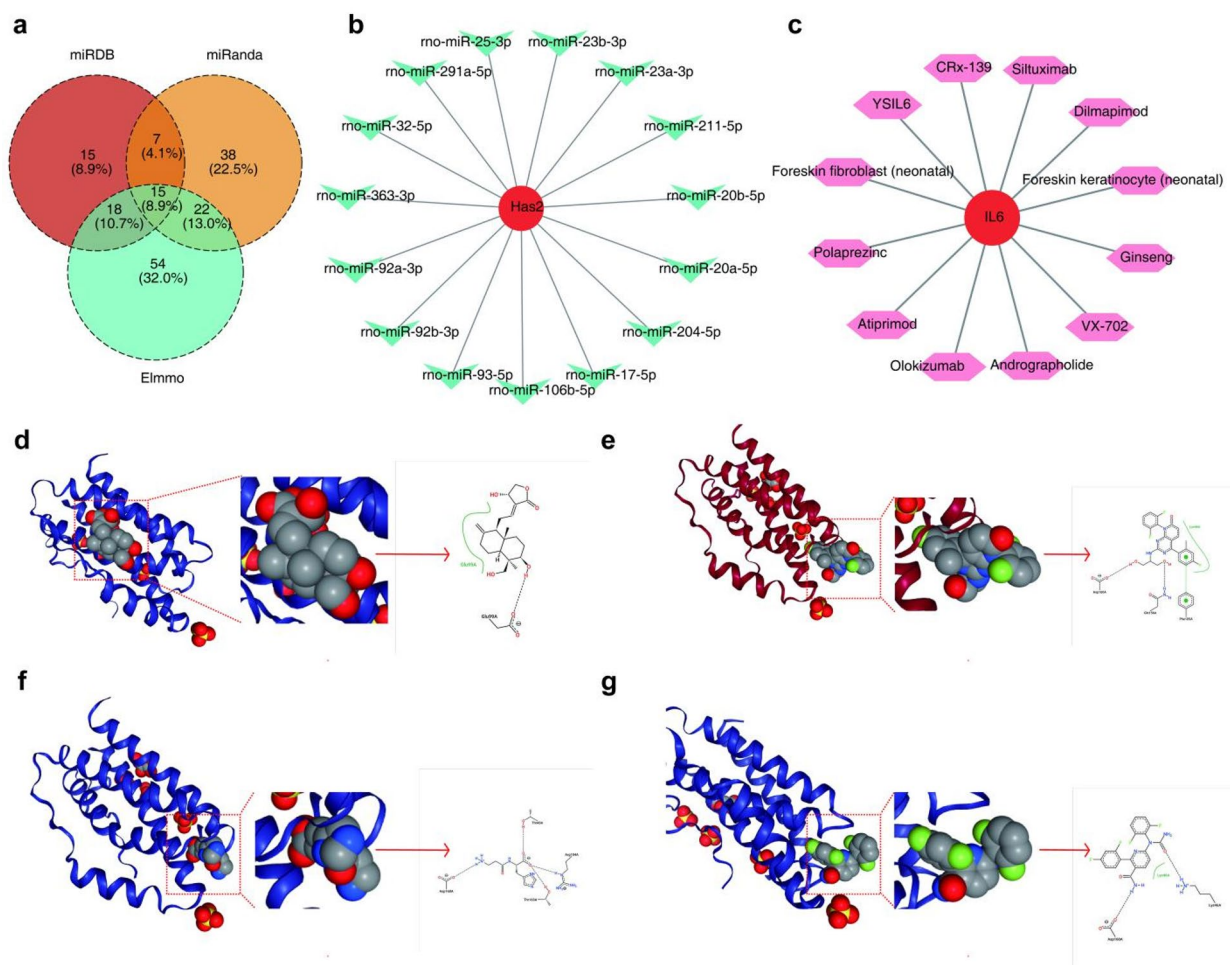 a
miRDB
miRanda
15
(8.9%)
7
(4.1%)
38
(22.5%)
15
(8.9%)
18
(10.7%)
22
(13.0%)
54
(32.0%)
Elmmo
b
rno-miR-25-3p
rno-miR-23b-3p
rno-miR-291a-5p
rno-miR-23a-3p
rno-miR-32-5p
rno-miR-211-5p
rno-miR-363-3p
Has2
rno-miR-20b-5p
rno-miR-92a-3p
rno-miR-20a-5p
rno-miR-92b-3p
rno-miR-204-5p
rno-miR-93-5p
rno-miR-17-5p
rno-miR-106b-5p
c
CRx-139
Siltuximab
YSIL6
Dilmapimod
Foreskin fibroblast (neonatal)
Foreskin keratinocyte (neonatal)
IL6
Polaprezinc
Ginseng
Atiprimod
VX-702
Olokizumab
Andrographolide
d
HO
O
O
HO
e
f
g
Lys46A